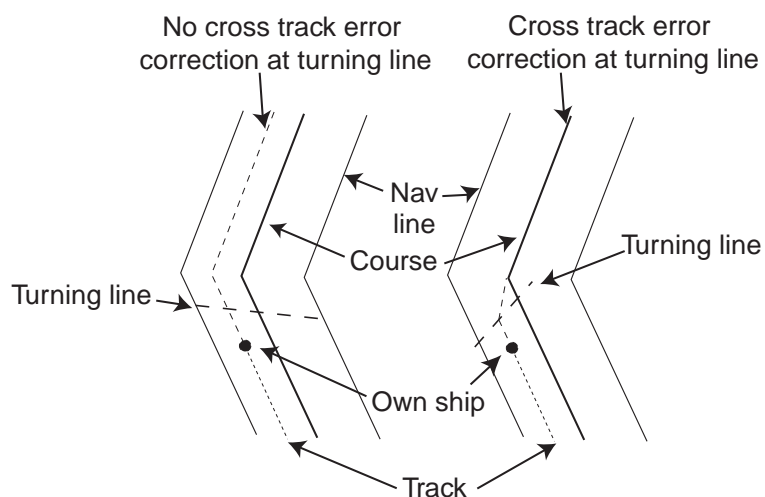 No cross track error
correction at turning line
Cross track error
correction at turning line
Nav
line
Course
Turning line
Turning line
Own ship
Track